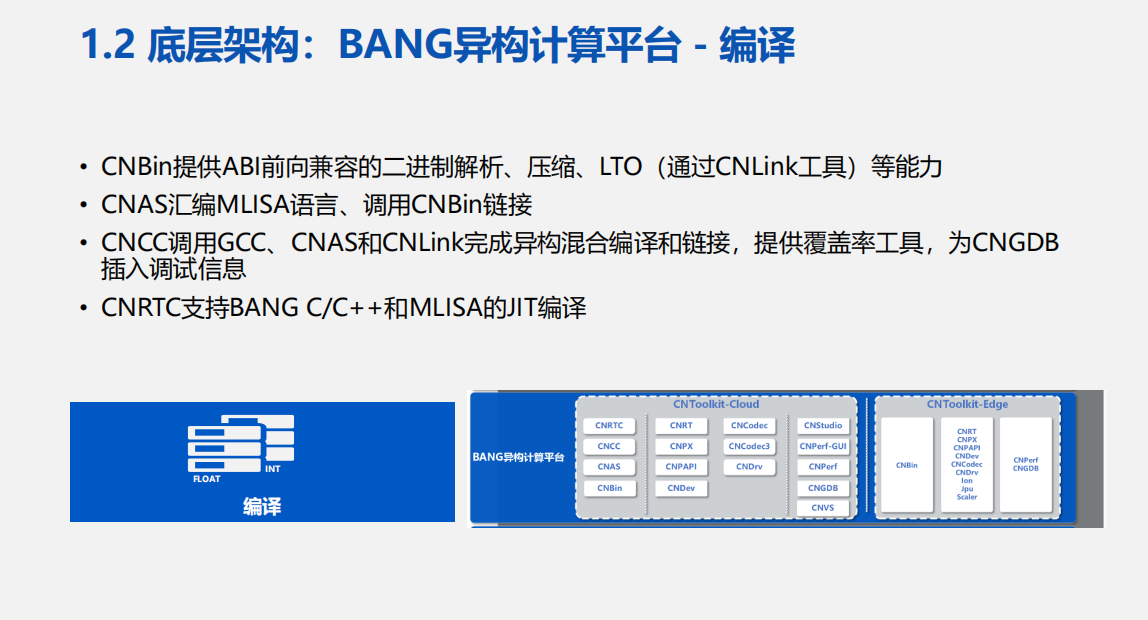 1.2 底层架构：BANG异构计算平台 - 编译
• CNBin提供ABI前向兼容的二进制解析、压缩、LTO（通过CNLink工具）等能力
• CNAS汇编MLISA语言、调用CNBin链接
• CNCC调用GCC、CNAS和CNLink完成异构混合编译和链接，提供覆盖率工具，为CNGDB
插入调试信息
• CNRTC支持BANG C/C++和MLISA的JIT编译
INT
FLOAT
编译
BANG异构计算平台
CNToolkit-Cloud
CNRTC
CNCC
CNAS
CNBin
CNRT
CNPX
CNPAPI
CNDev
CNCodec
CNCodec3
CNDrv
CNStudio
CNPerf-GUI
CNPerf
CNGDB
CNVS
CNToolkit-Edge
CNBin
CNRT
CNPX
CNPAPI
CNDev
CNCodec
CNDrv
Ion
Jpu
Scaler
CNPerf
CNGDB